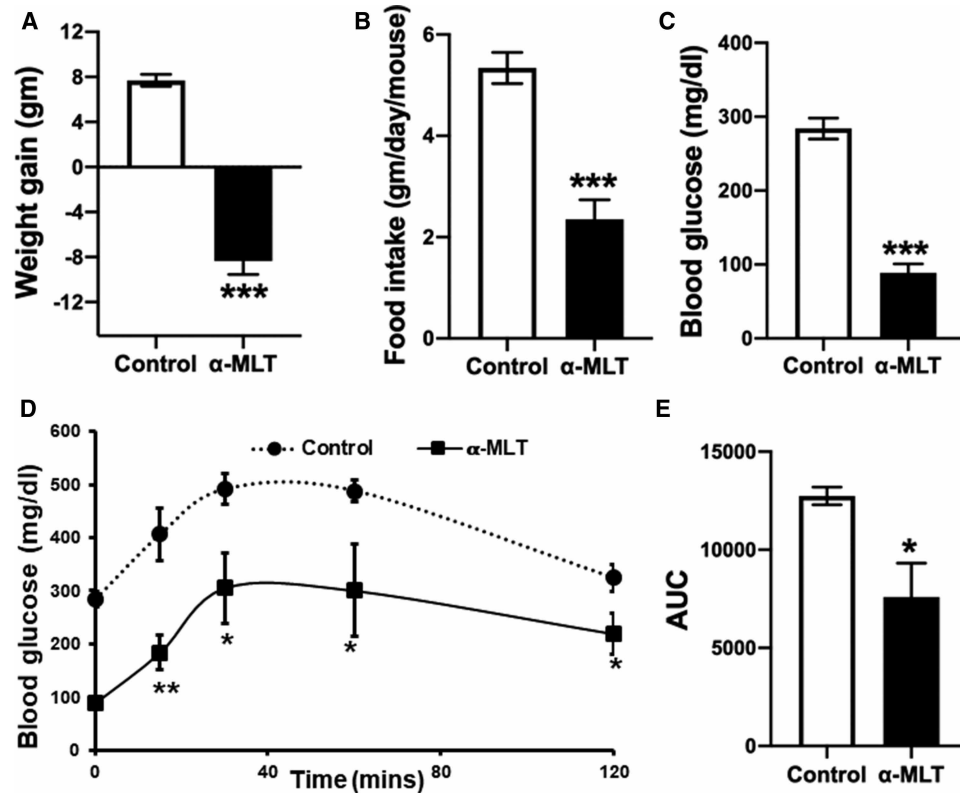 A
Weight gain (gm)
12
8
4
0
-4
-8
-12
***
Control α-MLT
B
Food intake (gm/day/mouse)
6
4
2
0
***
Control α-MLT
C
Blood glucose (mg/dl)
400
300
200
100
0
***
Control α-MLT
D
Blood glucose (mg/dl)
600
500
400
300
200
100
0
Control α-MLT
**
*
*
*
0 40 80 120
Time (mins)
E
AUC
15000
10000
5000
0
*
Control α-MLT